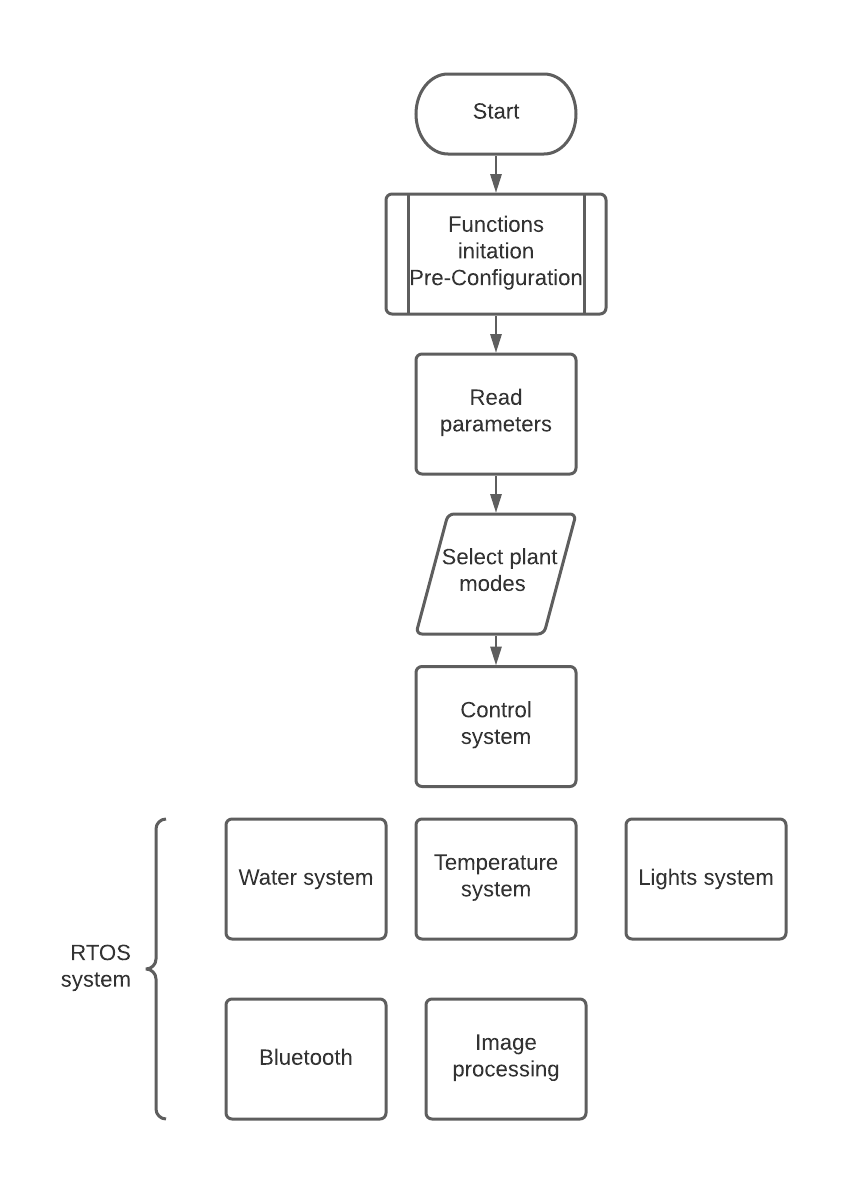 Start
Functions
initation
Pre-Configuration
Read
parameters
Select plant
modes
Control
system
Water system
Temperature
system
Lights system
RTOS
system
Bluetooth
Image
processing